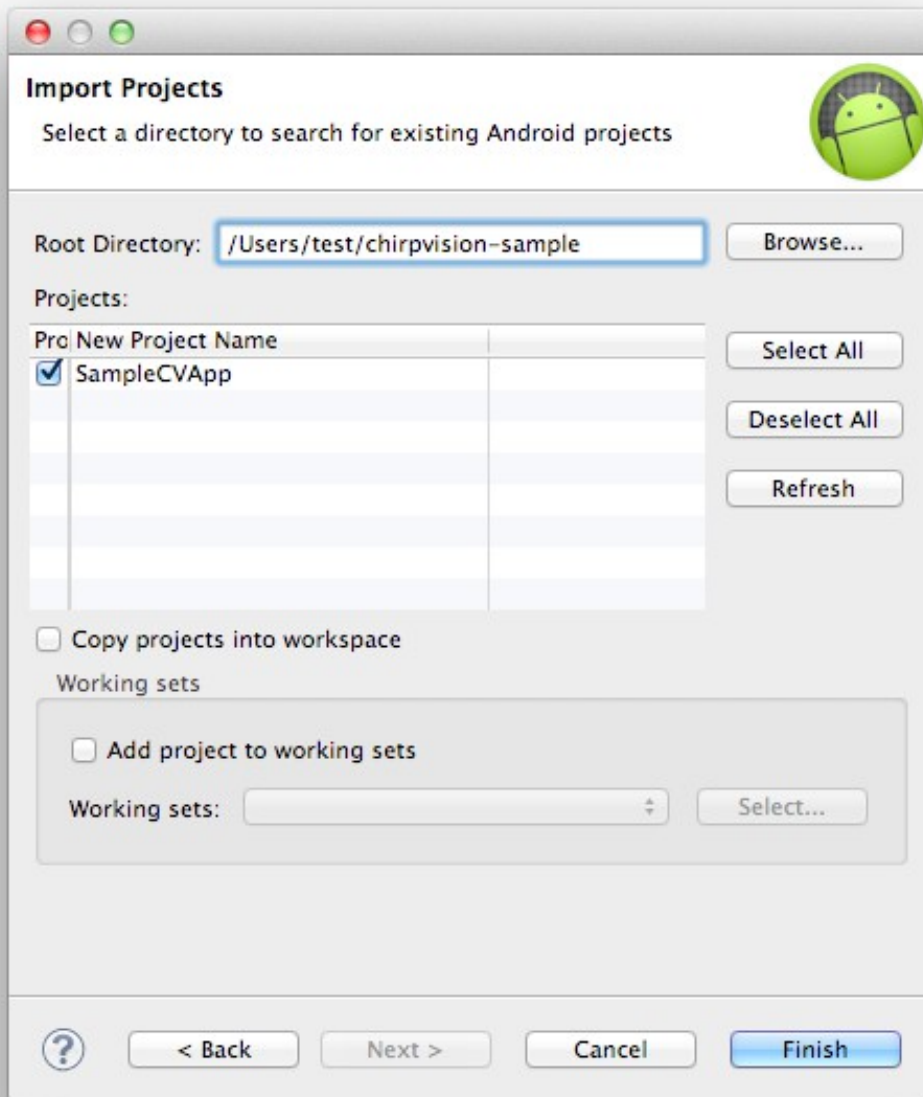 Import Projects
Select a directory to search for existing Android projects
Root Directory: /Users/test/chirpvision-sample Browse...
Projects:
Pro New Project Name
Select All
SampleCVApp
Deselect All
Refresh
Copy projects into workspace
Working sets
Add project to working sets
Working sets: Select...
? < Back Next > Cancel Finish